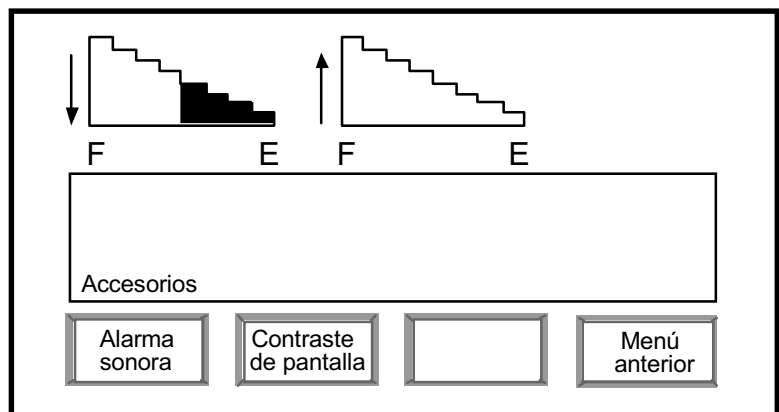 F E F E
Accesorios
Alarma
sonora
Contraste
de pantalla
Menú
anterior